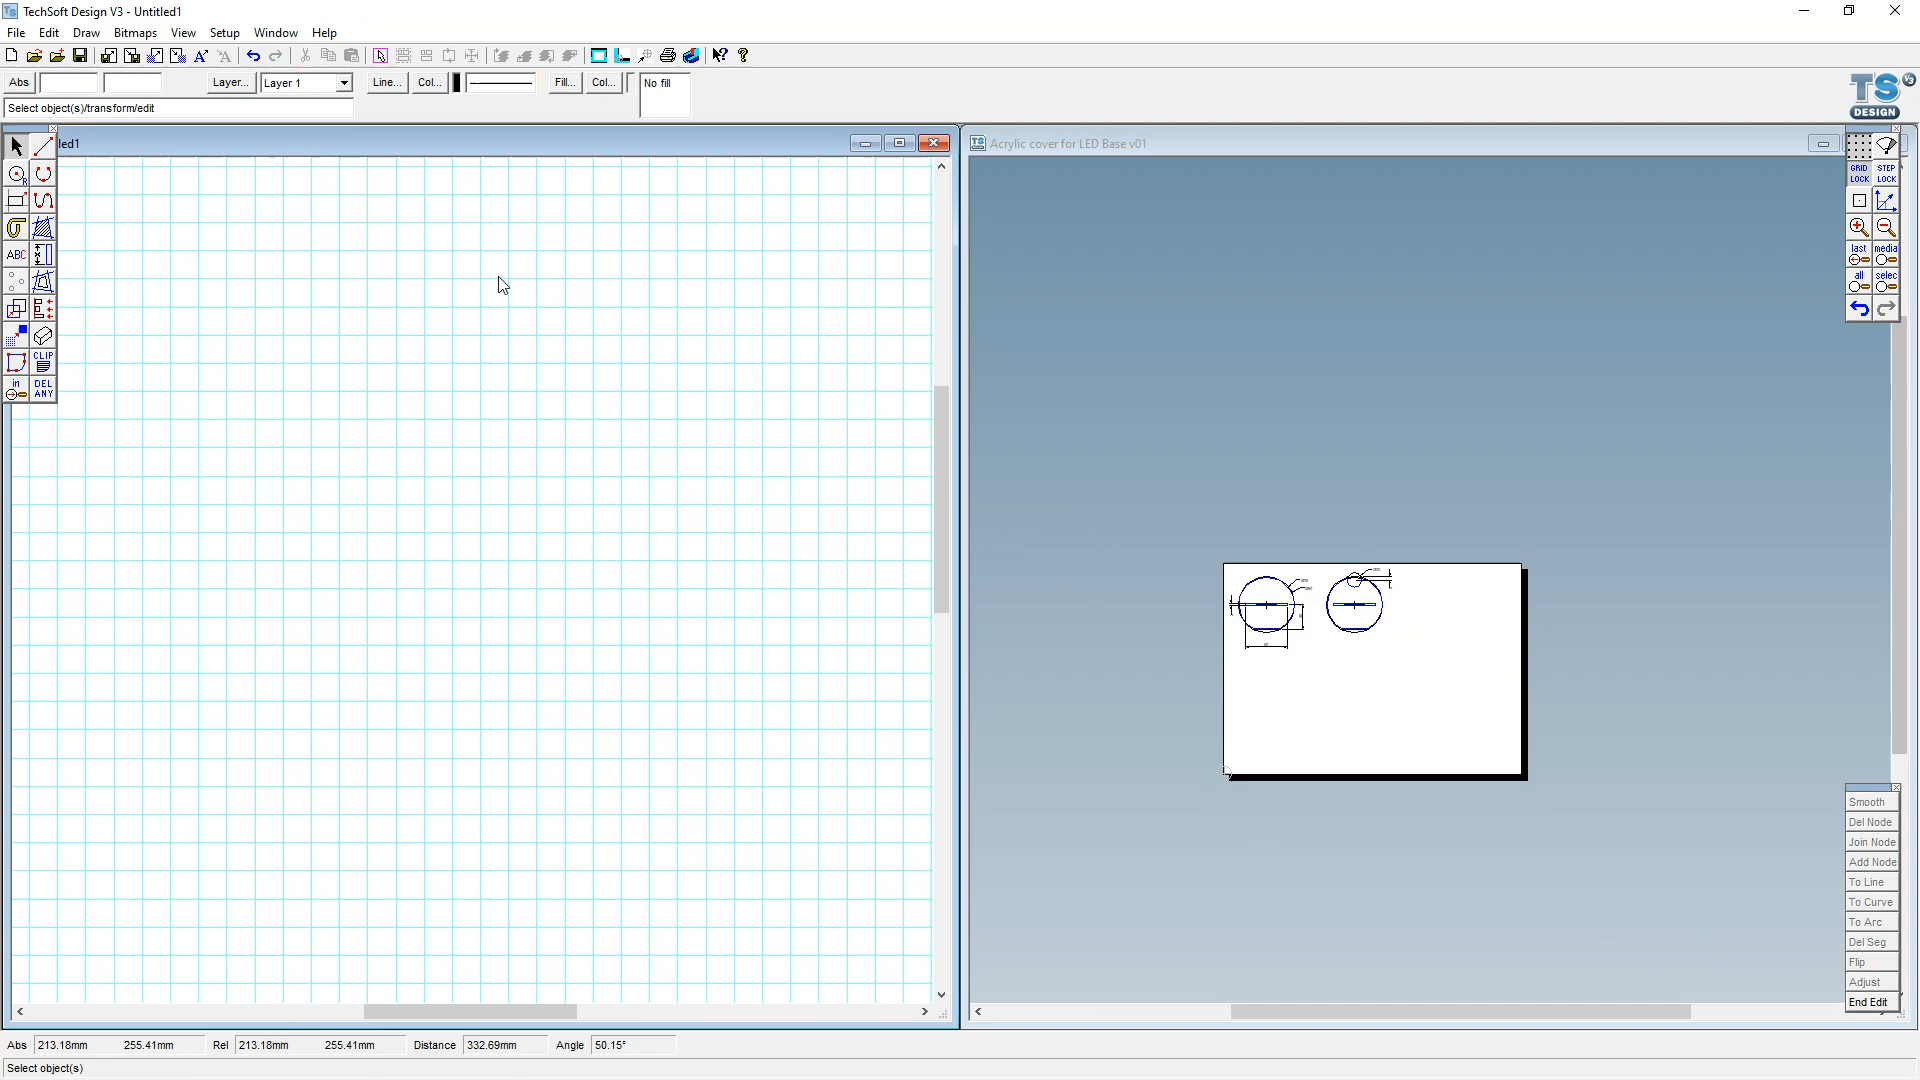 TechSoft Design V3 - Untitled1
File Edit Draw Bitmaps View Setup Window Help
Abs Layer... Layer 1 Line... Col... Fill... Col... No fill
TS V3
DESIGN
Select object(s)/transform/edit
led1
Acrylic cover for LED Base v01
GRID LOCK STEP LOCK
ABC
last media
all selec
CLIP
in DEL ANY
Smooth
Del Node
Join Node
Add Node
To Line
To Curve
To Arc
Del Seg
Flip
Adjust
End Edit
Abs 213.18mm 255.41mm Rel 213.18mm 255.41mm Distance 332.69mm Angle 50.15°
Select object(s)